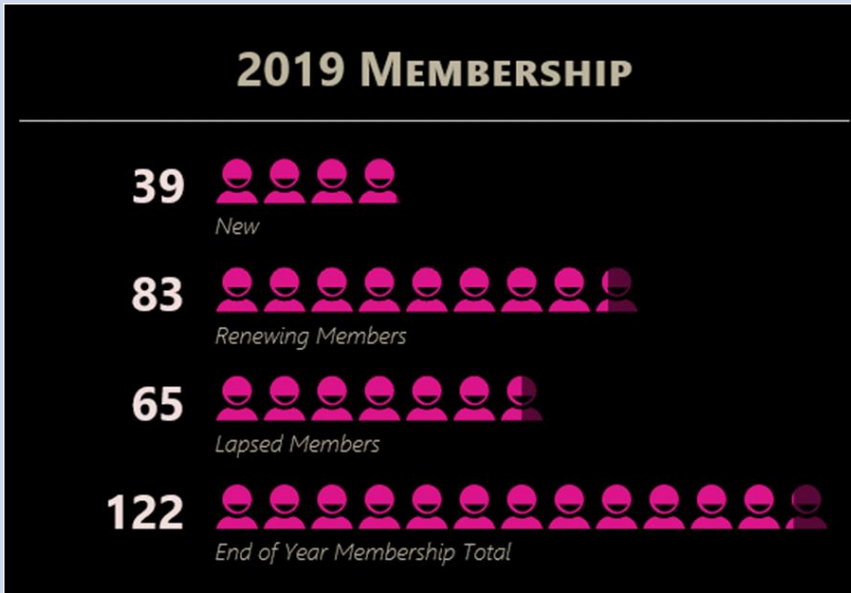 2019 Membership
39
New
83
Renewing Members
65
Lapsed Members
122
End of Year Membership Total